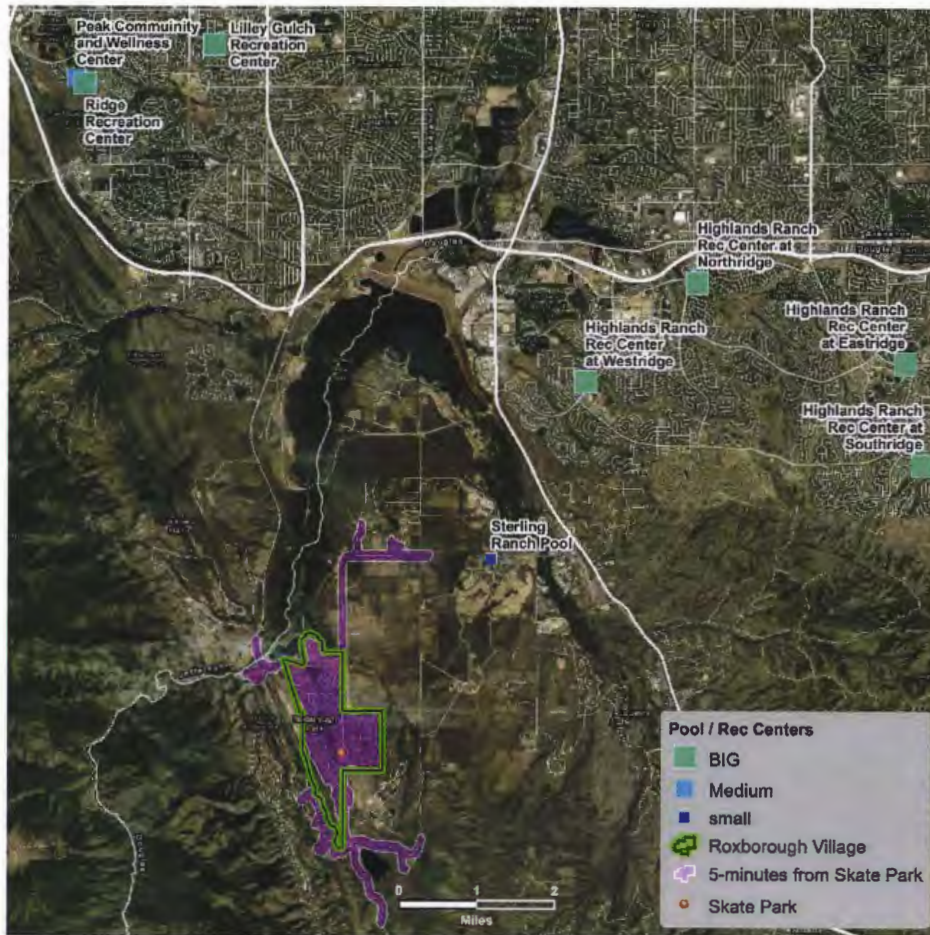 Peak Commuinity
and Wellness
Center
Lilley Gulch
Recreation
Center
Ridge
Recreation
Center
Highlands Ranch
Rec Center at
Northridge
Highlands Ranch
Rec Center
at Westridge
Highlands Ranch
Rec Center
at Eastridge
Highlands Ranch
Rec Center at
Southridge
Sterling
Ranch Pool
Pool / Rec Centers
BIG
Medium
small
Roxborough Village
5-minutes from Skate Park
Skate Park
0 1 2
Miles